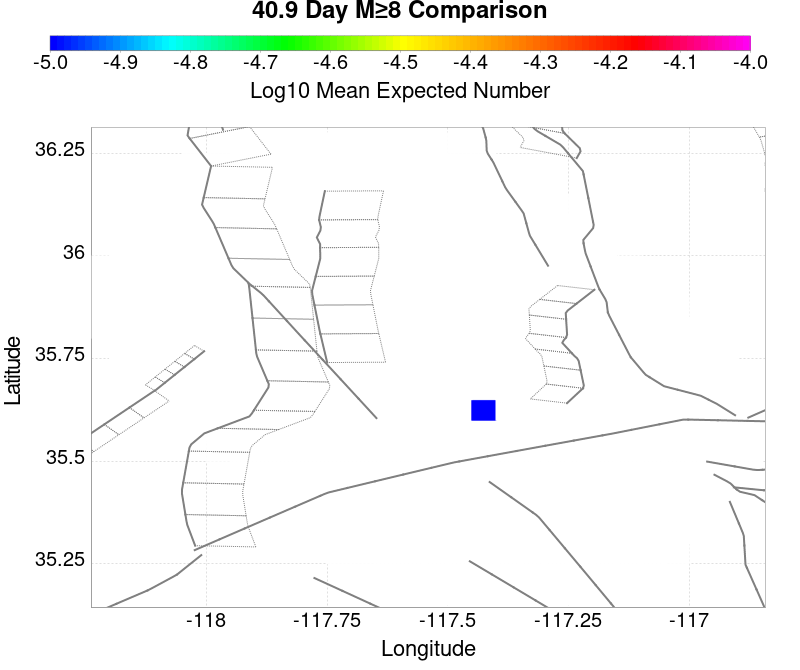 40.9 Day M≥8 Comparison
-5.0 -4.9 -4.8 -4.7 -4.6 -4.5 -4.4 -4.3 -4.2 -4.1 -4.0
Log10 Mean Expected Number
36.25
36
35.75
35.5
35.25
Latitude
-118 -117.75 -117.5 -117.25 -117
Longitude